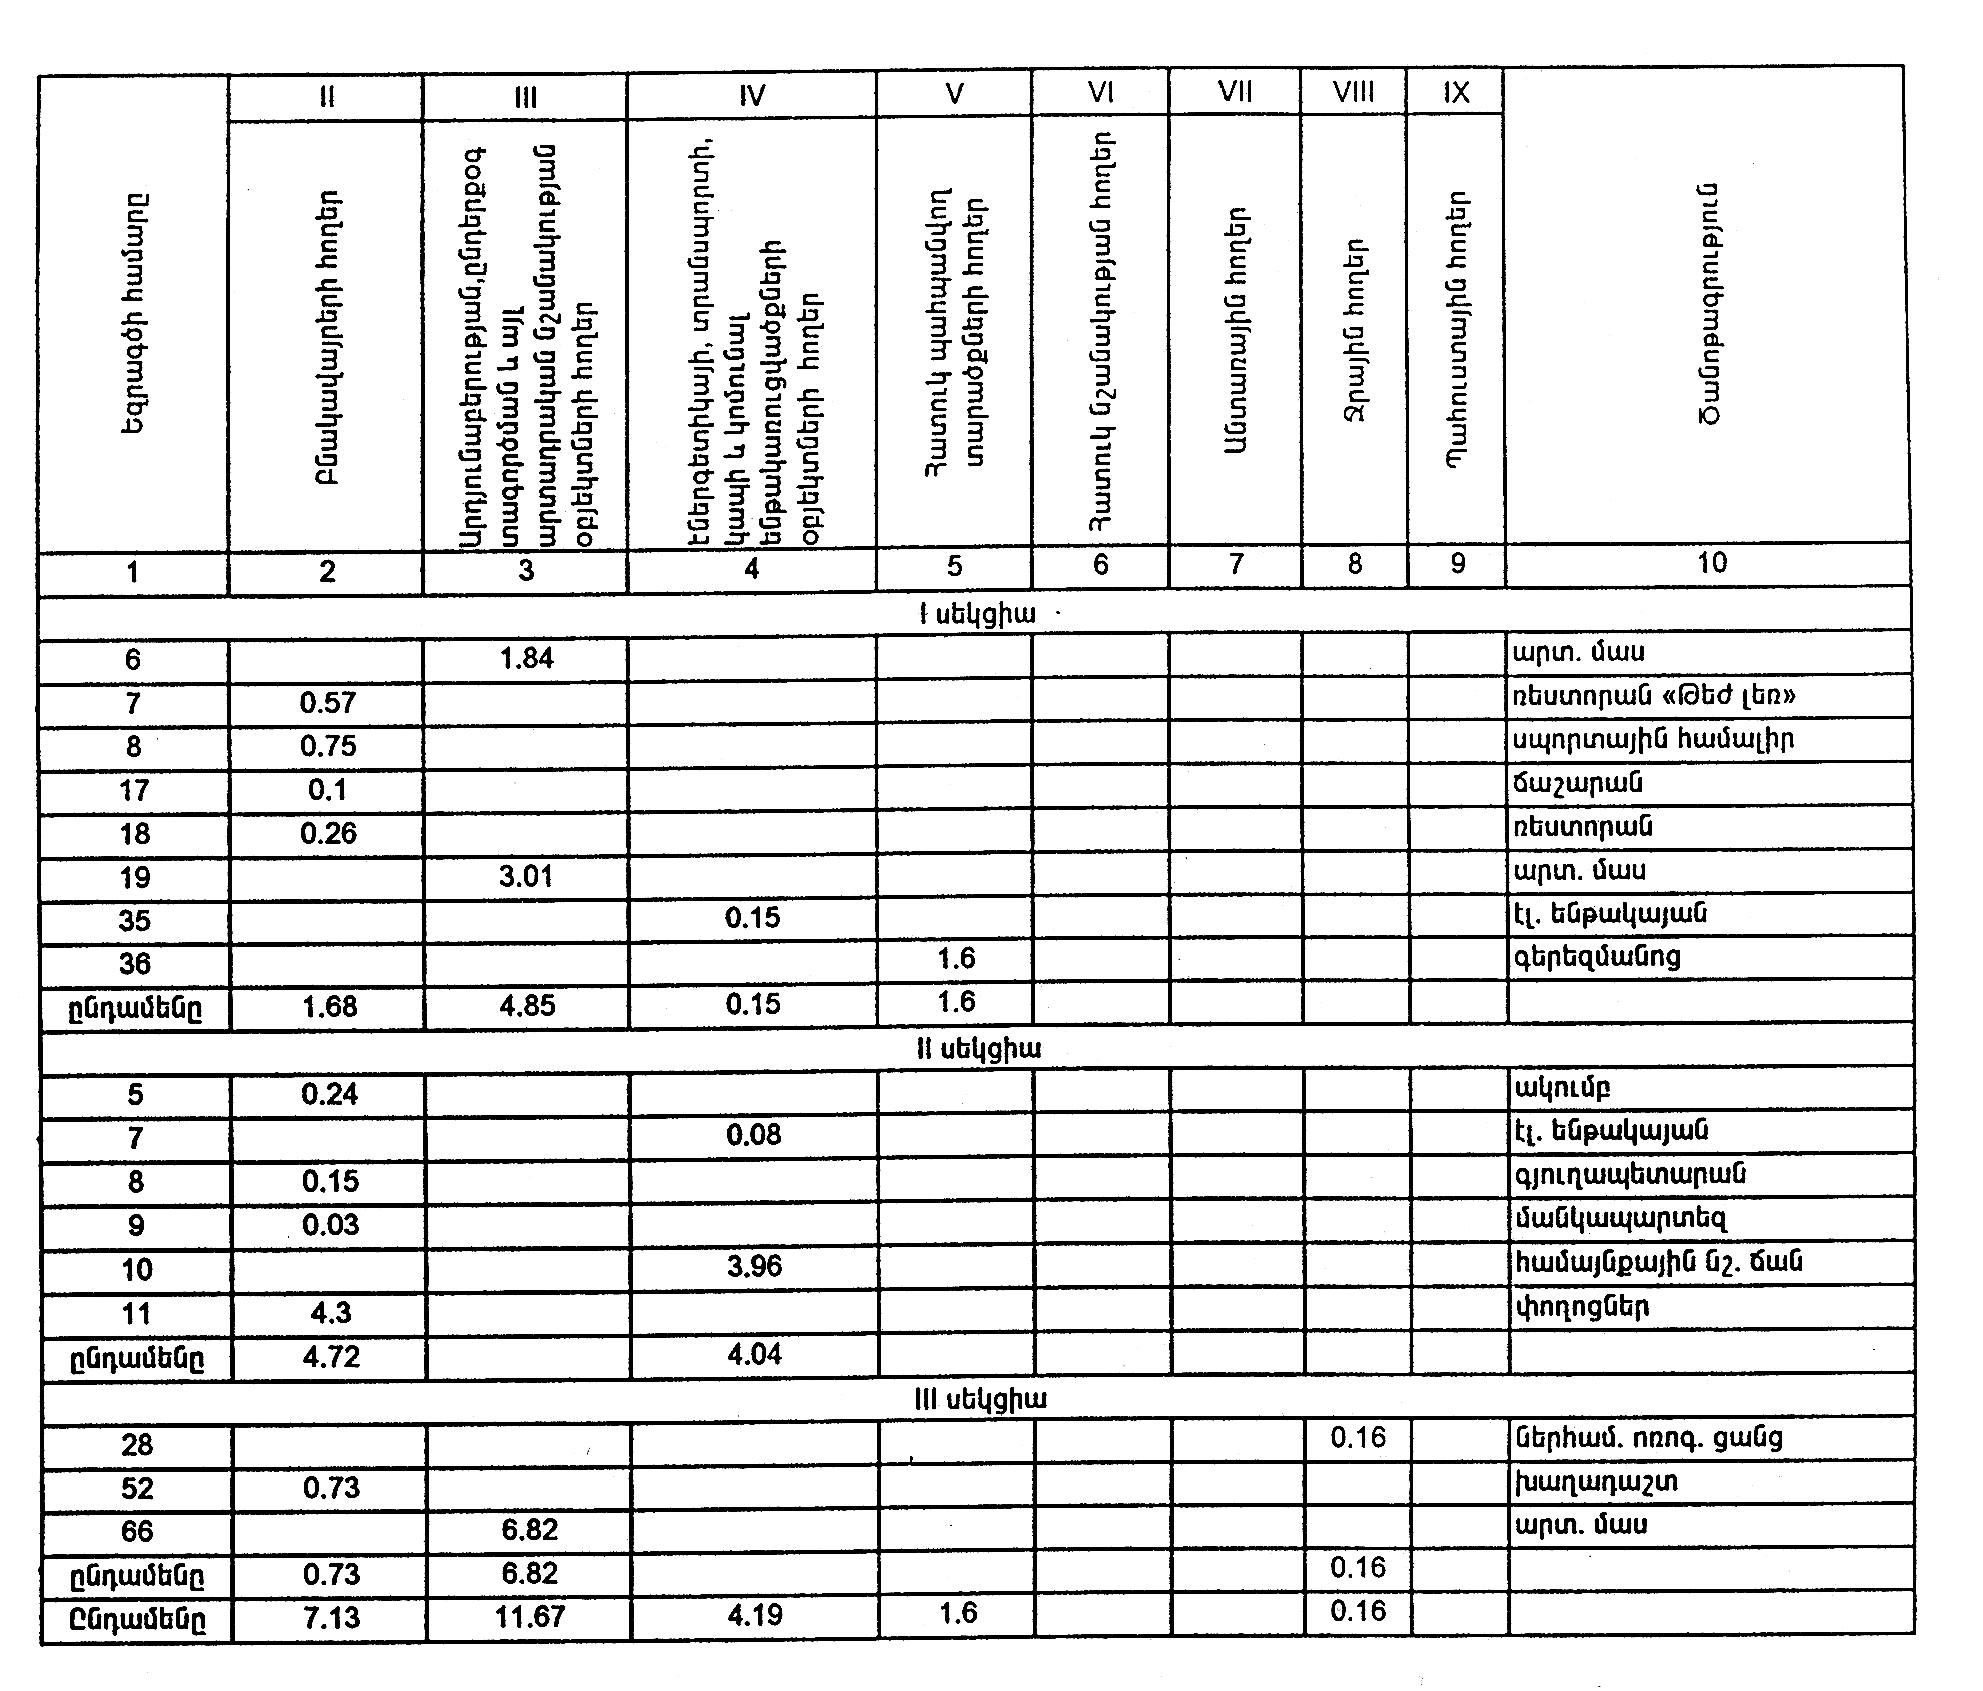 II III IV V VI VII VIII IX
Եզրագծի համարը
Բնակավայրերի հողեր
Արդյունաբերության,ընդերքօգ
տագործման և այլ
արտադրական նշանակության
օբյեկտների հողեր
Էներգետիկայի, տրանսպորտի,
կապի և կոմունալ
ենթակառուցվածքների
օբյեկտների հողեր
Հատուկ պահպանվող
տարածքների հողեր
Հատուկ նշանակության հողեր
Անտառային հողեր
Ջրային հողեր
Պահուստային հողեր
Ծանոթագրություն
1 2 3 4 5 6 7 8 9 10
I սեկցիա
6 1.84 արտ. մաս
7 0.57 ռեստորան «Թեժ լեռ»
8 0.75 սպորտային համալիր
17 0.1 ճաշարան
18 0.26 ռեստորան
19 3.01 արտ. մաս
35 0.15 էլ. ենթակայան
36 1.6 գերեզմանոց
ընդամենը 1.68 4.85 0.15 1.6
II սեկցիա
5 0.24 ակումբ
7 0.08 էլ. ենթակայան
8 0.15 գյուղապետարան
9 0.03 մանկապարտեզ
10 3.96 համայնքային նշ. ճան
11 4.3 փողոցներ
ընդամենը 4.72 4.04
III սեկցիա
28 0.16 ներհամ. ոռոգ. ցանց
52 0.73 խաղադաշտ
66 6.82 արտ. մաս
ընդամենը 0.73 6.82 0.16
Ընդամենը 7.13 11.67 4.19 1.6 0.16